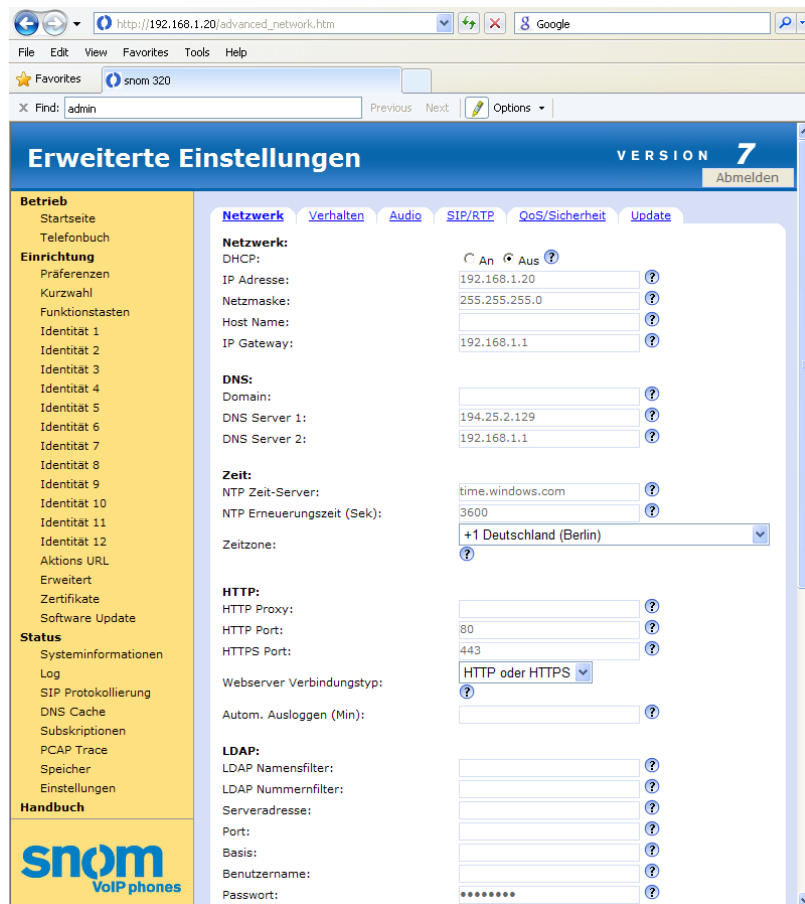 http://192.168.1.20/advanced_network.htm
Google
File Edit View Favorites Tools Help
Favorites
snom 320
X Find: admin Previous Next Options
Erweiterte Einstellungen
VERSION 7
Abmelden
Betrieb
Startseite
Telefonbuch
Einrichtung
Präferenzen
Kurzwahl
Funktionstasten
Identität 1
Identität 2
Identität 3
Identität 4
Identität 5
Identität 6
Identität 7
Identität 8
Identität 9
Identität 10
Identität 11
Identität 12
Aktions URL
Erweitert
Zertifikate
Software Update
Status
Systeminformationen
Log
SIP Protokollierung
DNS Cache
Subskriptionen
PCAP Trace
Speicher
Einstellungen
Handbuch
snom
VoIP phones
Netzwerk Verhalten Audio SIP/RTP QoS/Sicherheit Update
Netzwerk:
DHCP: An Aus
IP Adresse: 192.168.1.20
Netzmaske: 255.255.255.0
Host Name:
IP Gateway: 192.168.1.1
DNS:
Domain:
DNS Server 1: 194.25.2.129
DNS Server 2: 192.168.1.1
Zeit:
NTP Zeit-Server: time.windows.com
NTP Erneuerungszeit (Sek): 3600
Zeitzone: +1 Deutschland (Berlin)
HTTP:
HTTP Proxy:
HTTP Port: 80
HTTPS Port: 443
Webserver Verbindungstyp: HTTP oder HTTPS
Autom. Ausloggen (Min):
LDAP:
LDAP Namensfilter:
LDAP Nummernfilter:
Serveradresse:
Port:
Basis:
Benutzername:
Passwort: ••••••••